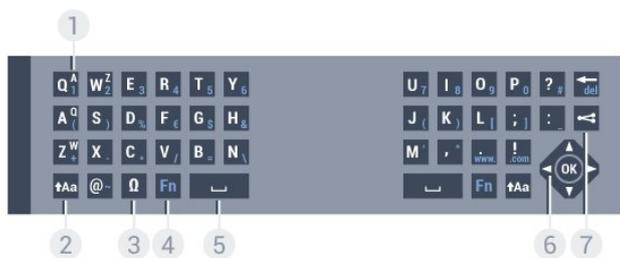 1
Q A 1 W Z 2 E 3 R 4 T 5 Y 6 U 7 I 8 O 9 P 0 ? # del
A Q ( S ) D % F € G $ H & J ( K ) L [ ; ] : _
Z W + X - C * V / B = N \ M ' , " . www. ! .com
Aa @ ~ Ω Fn Fn Aa OK
2 3 4 5 6 7